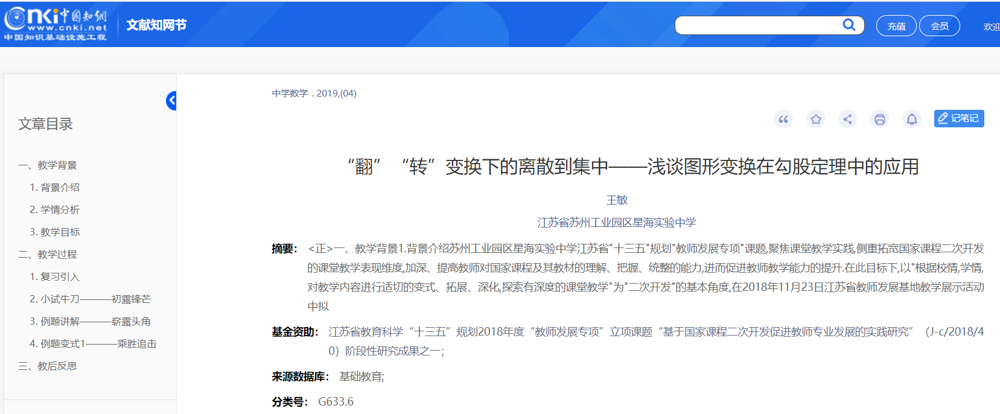 Cnki中国知网
www.cnki.net
中国知识基础设施工程
文献知网节
充值
会员
欢迎
文章目录
一、教学背景
1. 背景介绍
2. 学情分析
3. 教学目标
二、教学过程
1. 复习引入
2. 小试牛刀———初露锋芒
3. 例题讲解———崭露头角
4. 例题变式1———乘胜追击
三、教后反思
中学数学 . 2019,(04)
记笔记
“翻” “转”变换下的离散到集中——浅谈图形变换在勾股定理中的应用
王敏
江苏省苏州工业园区星海实验中学
摘要: <正>一、教学背景1.背景介绍苏州工业园区星海实验中学江苏省"十三五"规划"教师发展专项"课题,聚焦课堂教学实践,侧重拓宽国家课程二次开发
的课堂教学表现维度,加深、提高教师对国家课程及其教材的理解、把握、统整的能力,进而促进教师教学能力的提升.在此目标下,以"根据校情,学情,
对教学内容进行适切的变式、拓展、深化,探索有深度的课堂教学"为"二次开发"的基本角度,在2018年11月23日江苏省教师发展基地教学展示活动
中拟
基金资助: 江苏省教育科学“十三五”规划2018年度“教师发展专项”立项课题“基于国家课程二次开发促进教师专业发展的实践研究”（J-c/2018/4
0）阶段性研究成果之一;
来源数据库: 基础教育;
分类号: G633.6